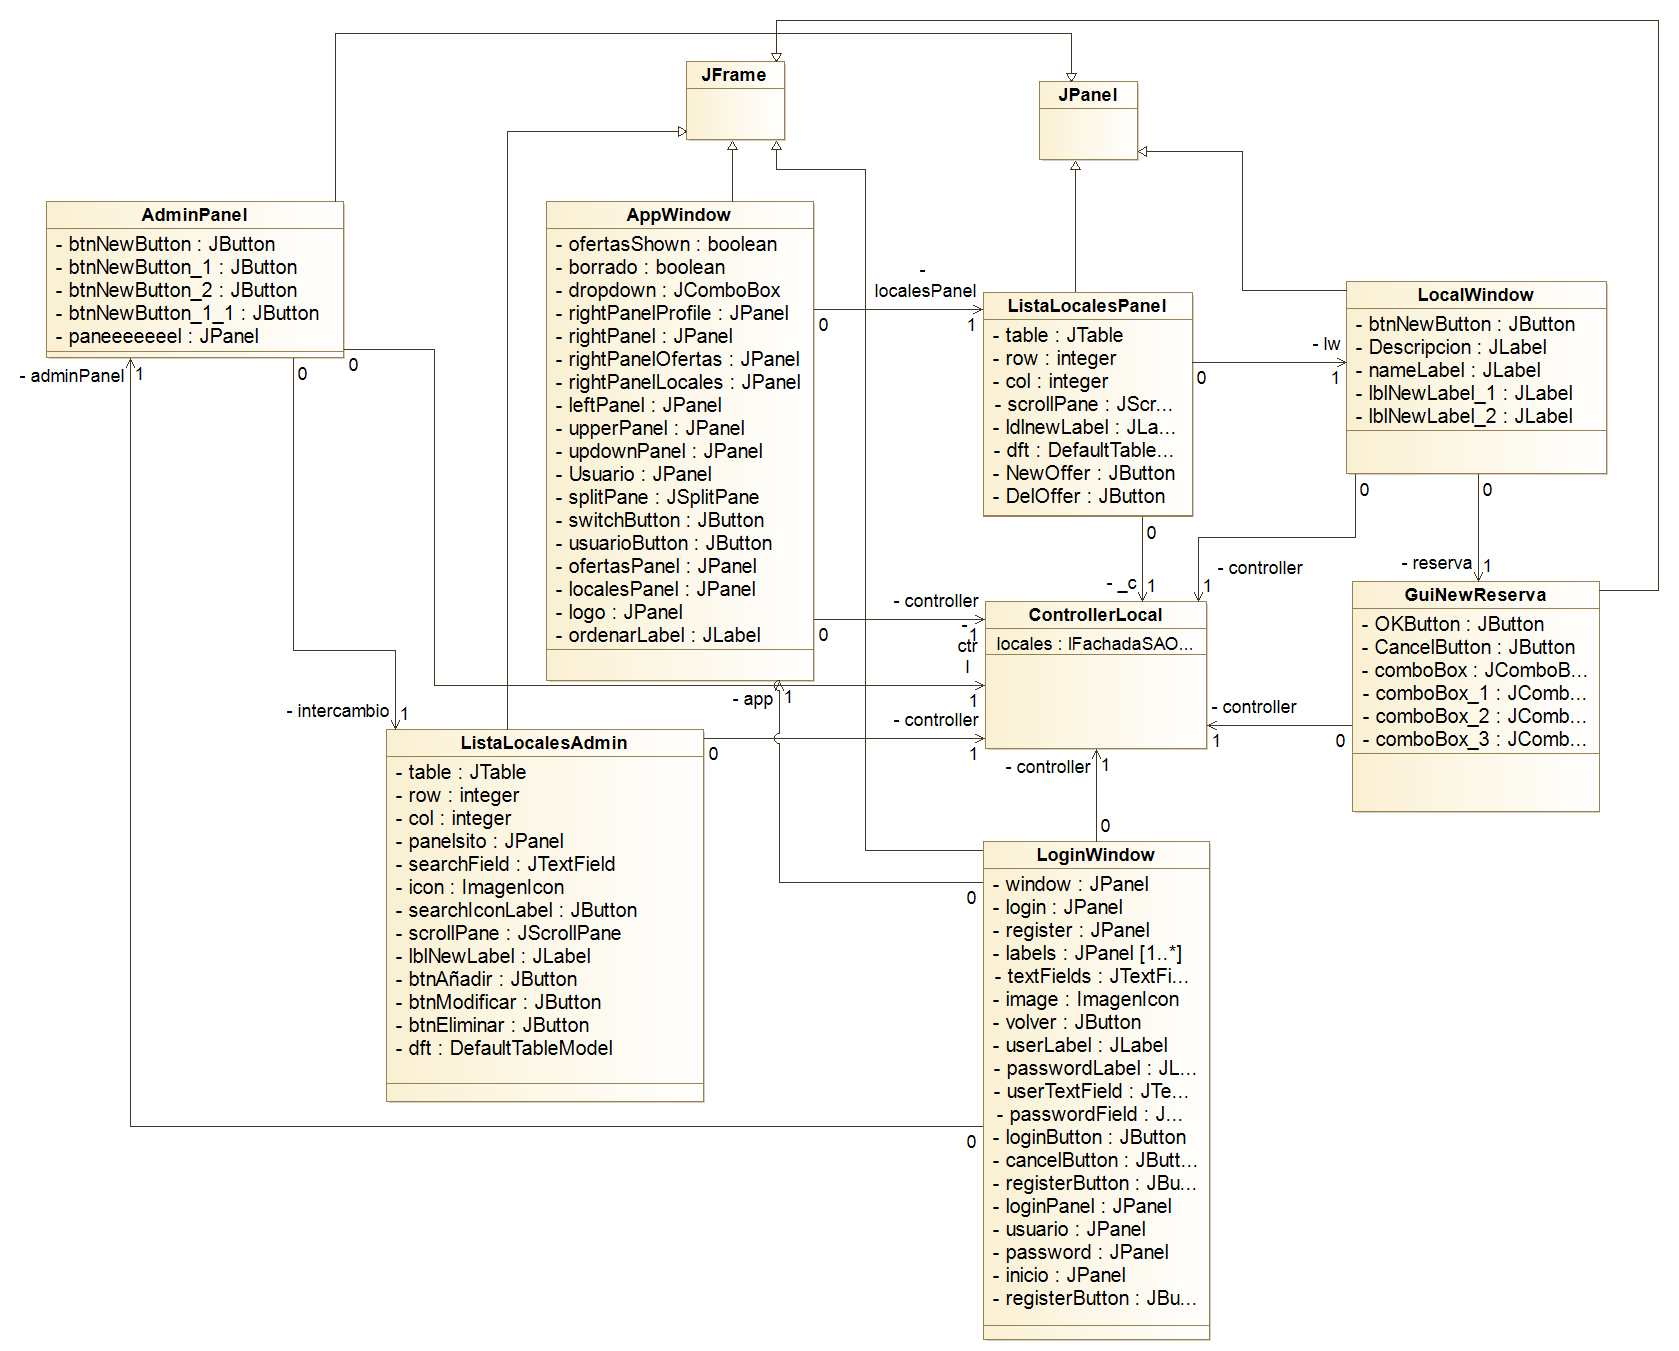 JFrame
JPanel
AdminPanel
- btnNewButton : JButton
- btnNewButton_1 : JButton
- btnNewButton_2 : JButton
- btnNewButton_1_1 : JButton
- paneeeeeeel : JPanel
AppWindow
- ofertasShown : boolean
- borrado : boolean
- dropdown : JComboBox
- rightPanelProfile : JPanel
- rightPanel : JPanel
- rightPanelOfertas : JPanel
- rightPanelLocales : JPanel
- leftPanel : JPanel
- upperPanel : JPanel
- updownPanel : JPanel
- Usuario : JPanel
- splitPane : JSplitPane
- switchButton : JButton
- usuarioButton : JButton
- ofertasPanel : JPanel
- localesPanel : JPanel
- logo : JPanel
- ordenarLabel : JLabel
-
localesPanel
0
1
ListaLocalesPanel
- table : JTable
- row : integer
- col : integer
- scrollPane : JScr...
- ldlnewLabel : JLa...
- dft : DefaultTable...
- NewOffer : JButton
- DelOffer : JButton
- lw
0
1
LocalWindow
- btnNewButton : JButton
- Descripcion : JLabel
- nameLabel : JLabel
- lblNewLabel_1 : JLabel
- lblNewLabel_2 : JLabel
- adminPanel
1
0
0
0
- _c
1
0
- controller
1
0
- reserva
1
- controller
0
1
-
ctr
l
1
ControllerLocal
locales : IFachadaSAO...
GuiNewReserva
- OKButton : JButton
- CancelButton : JButton
- comboBox : JComboB...
- comboBox_1 : JComb...
- comboBox_2 : JComb...
- comboBox_3 : JComb...
- controller
1
0
- app
1
- intercambio
1
- controller
0
1
- controller
1
0
ListaLocalesAdmin
- table : JTable
- row : integer
- col : integer
- panelsito : JPanel
- searchField : JTextField
- icon : ImagenIcon
- searchIconLabel : JButton
- scrollPane : JScrollPane
- lblNewLabel : JLabel
- btnAñadir : JButton
- btnModificar : JButton
- btnEliminar : JButton
- dft : DefaultTableModel
LoginWindow
- window : JPanel
- login : JPanel
- register : JPanel
- labels : JPanel [1..*]
- textFields : JTextFi...
- image : ImagenIcon
- volver : JButton
- userLabel : JLabel
- passwordLabel : JL...
- userTextField : JTe...
- passwordField : J...
- loginButton : JButton
- cancelButton : JButt...
- registerButton : JBu...
- loginPanel : JPanel
- usuario : JPanel
- password : JPanel
- inicio : JPanel
- registerButton : JBu...
0
0